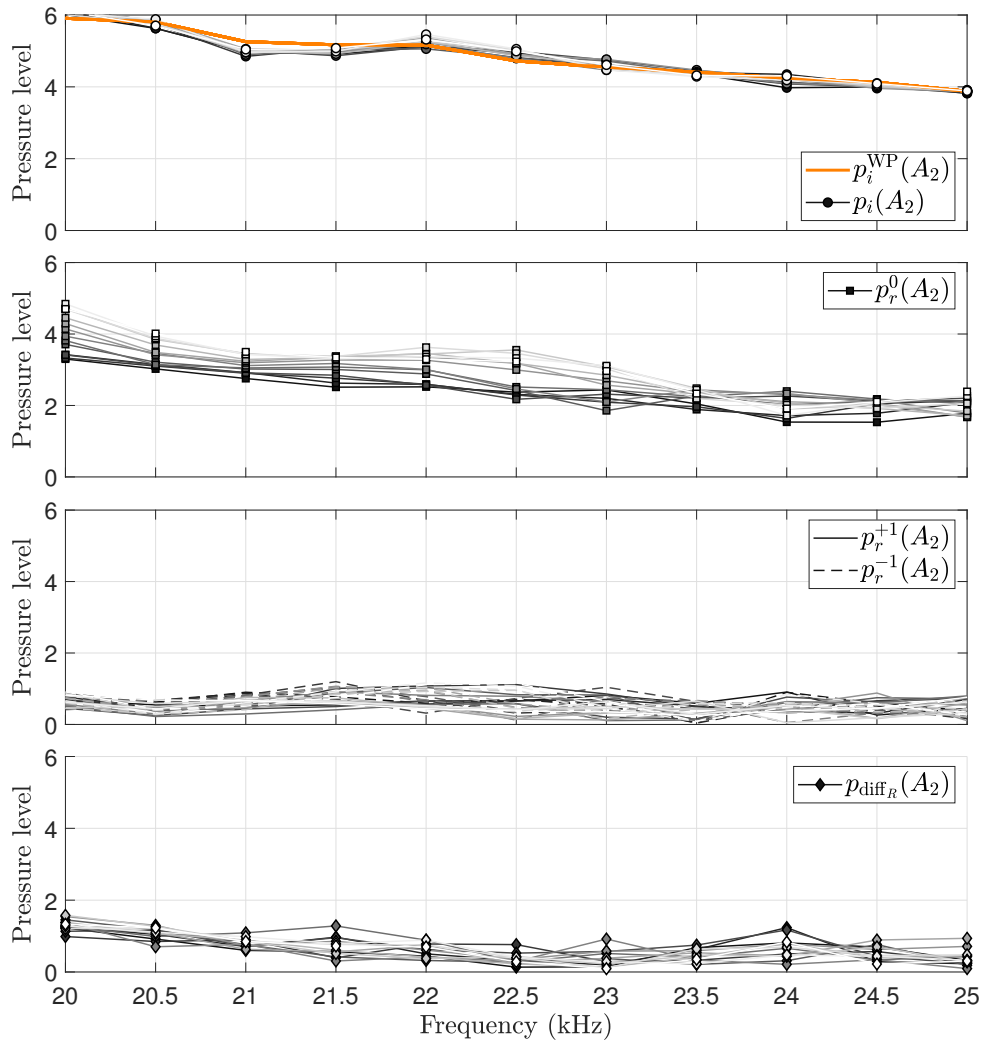 6
4
2
0
Pressure level
p_i^WP(A_2)
p_i(A_2)
6
4
2
0
Pressure level
p_r^0(A_2)
6
4
2
0
Pressure level
p_r^{+1}(A_2)
p_r^{-1}(A_2)
6
4
2
0
Pressure level
p_{diff_R}(A_2)
20 20.5 21 21.5 22 22.5 23 23.5 24 24.5 25
Frequency (kHz)